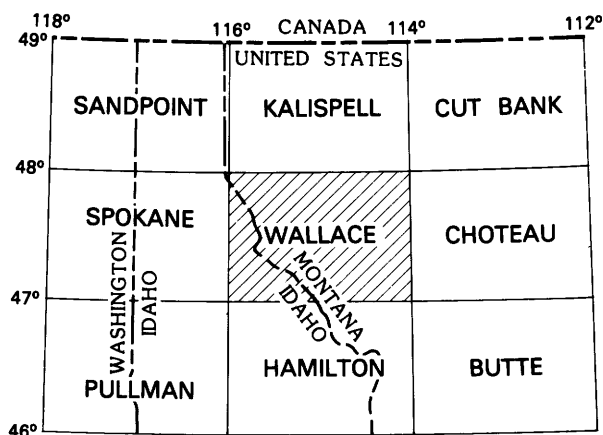 118° 116° CANADA 114° 112°
49° UNITED STATES
SANDPOINT KALISPELL CUT BANK
48°
SPOKANE WALLACE CHOTEAU
WASHINGTON IDAHO MONTANA IDAHO
47°
PULLMAN HAMILTON BUTTE
46°